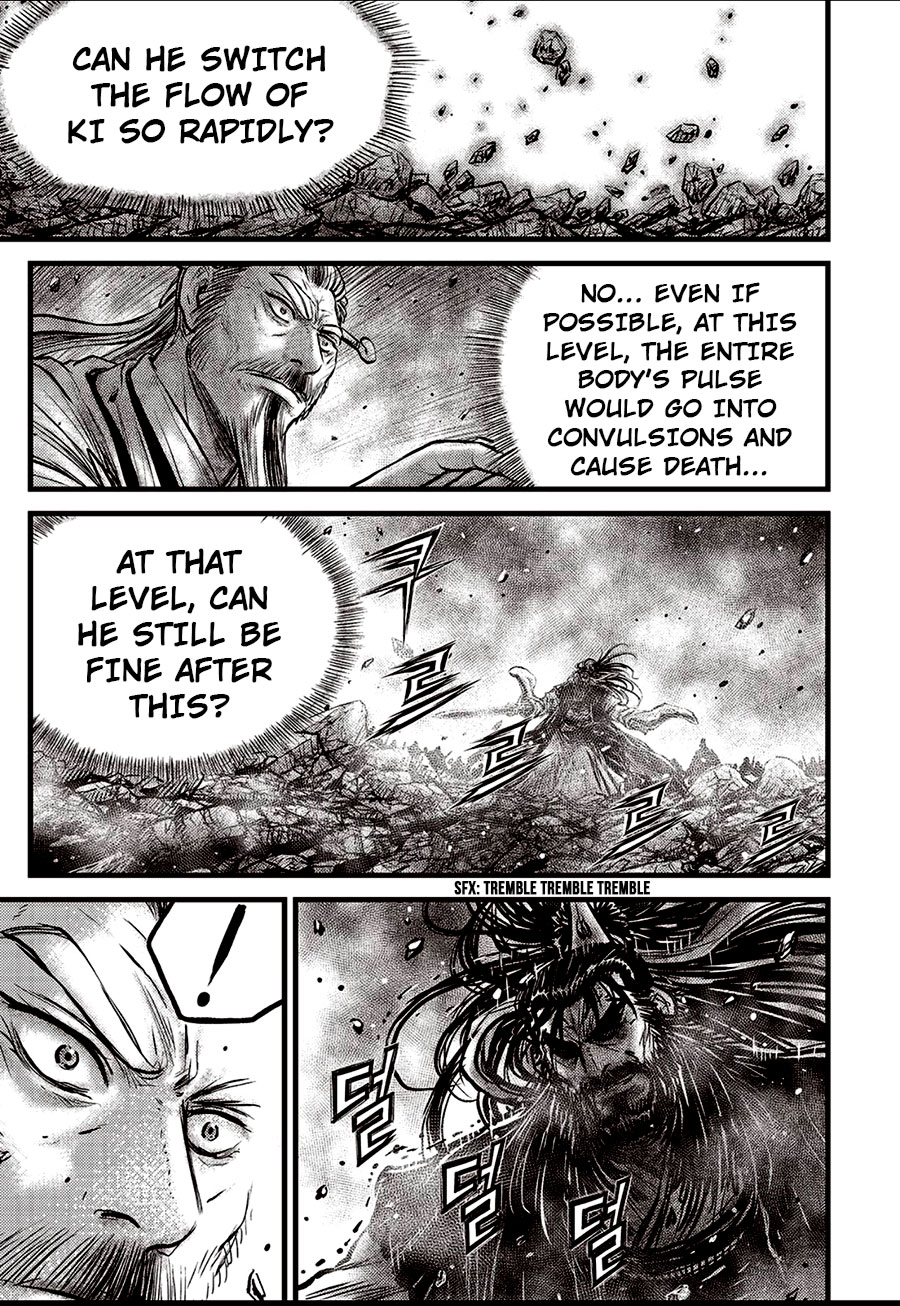 CAN HE SWITCH
THE FLOW OF
KI SO RAPIDLY?
NO... EVEN IF
POSSIBLE, AT THIS
LEVEL, THE ENTIRE
BODY'S PULSE
WOULD GO INTO
CONVULSIONS AND
CAUSE DEATH...
AT THAT
LEVEL, CAN
HE STILL BE
FINE AFTER
THIS?
쿠
르
르
르
르
SFX: TREMBLE TREMBLE TREMBLE
!
덜
덜
덜